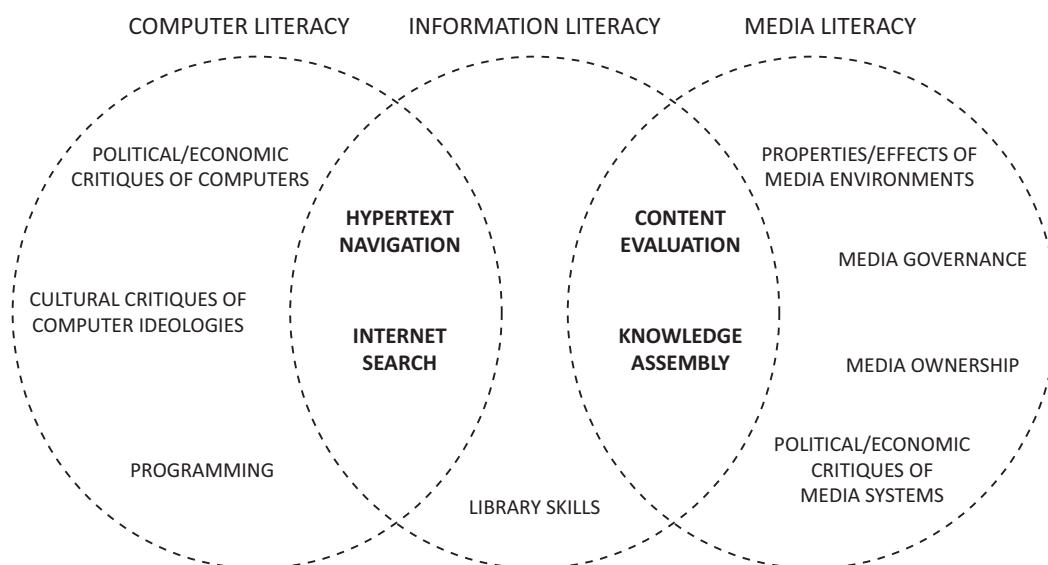 COMPUTER LITERACY
INFORMATION LITERACY
MEDIA LITERACY
POLITICAL/ECONOMIC
CRITIQUES OF COMPUTERS
CULTURAL CRITIQUES OF
COMPUTER IDEOLOGIES
PROGRAMMING
HYPERTEXT
NAVIGATION
INTERNET
SEARCH
LIBRARY SKILLS
CONTENT
EVALUATION
KNOWLEDGE
ASSEMBLY
PROPERTIES/EFFECTS OF
MEDIA ENVIRONMENTS
MEDIA GOVERNANCE
MEDIA OWNERSHIP
POLITICAL/ECONOMIC
CRITIQUES OF
MEDIA SYSTEMS